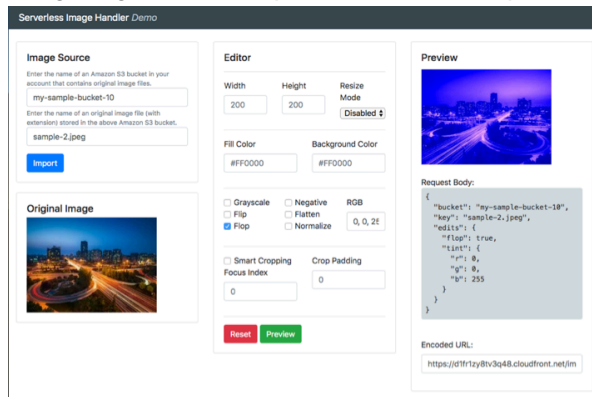 Serverless Image Handler Demo
Image Source
Enter the name of an Amazon S3 bucket in your
account that contains original image files.
my-sample-bucket-10
Enter the name of an original image file (with
extension) stored in the above Amazon S3 bucket.
sample-2.jpeg
Import
Original Image
Editor
Width Height Resize
Mode
200 200 Disabled
Fill Color Background Color
#FF0000 #FF0000
Grayscale Negative RGB
Flip Flatten
Flop Normalize
0, 0, 25
Smart Cropping Crop Padding
Focus Index
0 0
Reset Preview
Preview
Request Body:
{
"bucket": "my-sample-bucket-10",
"key": "sample-2.jpeg",
"edits": {
"flop": true,
"tint": {
"r": 0,
"g": 0,
"b": 255
}
}
}
Encoded URL:
https://d1fr1zy8tv3q48.cloudfront.net/im